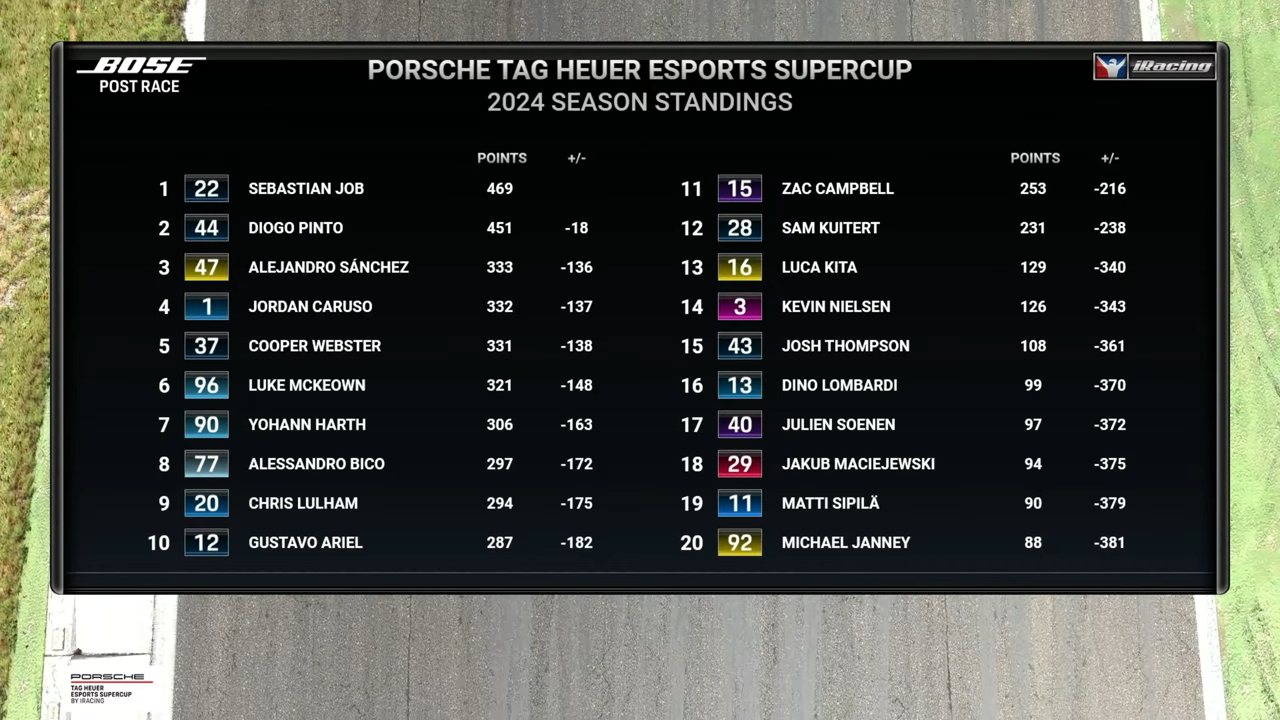 BOSE
POST RACE
PORSCHE TAG HEUER ESPORTS SUPERCUP
2024 SEASON STANDINGS
iRacing
POINTS +/-
1 22 SEBASTIAN JOB 469
2 44 DIOGO PINTO 451 -18
3 47 ALEJANDRO SÁNCHEZ 333 -136
4 1 JORDAN CARUSO 332 -137
5 37 COOPER WEBSTER 331 -138
6 96 LUKE MCKEOWN 321 -148
7 90 YOHANN HARTH 306 -163
8 77 ALESSANDRO BICO 297 -172
9 20 CHRIS LULHAM 294 -175
10 12 GUSTAVO ARIEL 287 -182
POINTS +/-
11 15 ZAC CAMPBELL 253 -216
12 28 SAM KUITERT 231 -238
13 16 LUCA KITA 129 -340
14 3 KEVIN NIELSEN 126 -343
15 43 JOSH THOMPSON 108 -361
16 13 DINO LOMBARDI 99 -370
17 40 JULIEN SOENEN 97 -372
18 29 JAKUB MACIEJEWSKI 94 -375
19 11 MATTI SIPILÄ 90 -379
20 92 MICHAEL JANNEY 88 -381
PORSCHE
TAG HEUER
ESPORTS SUPERCUP
BY IRACING